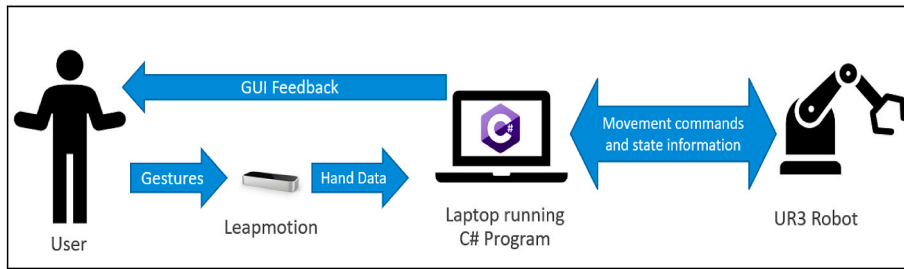 GUI Feedback
C#
Movement commands
and state information
Gestures
Hand Data
Leapmotion
Laptop running
C# Program
UR3 Robot
User